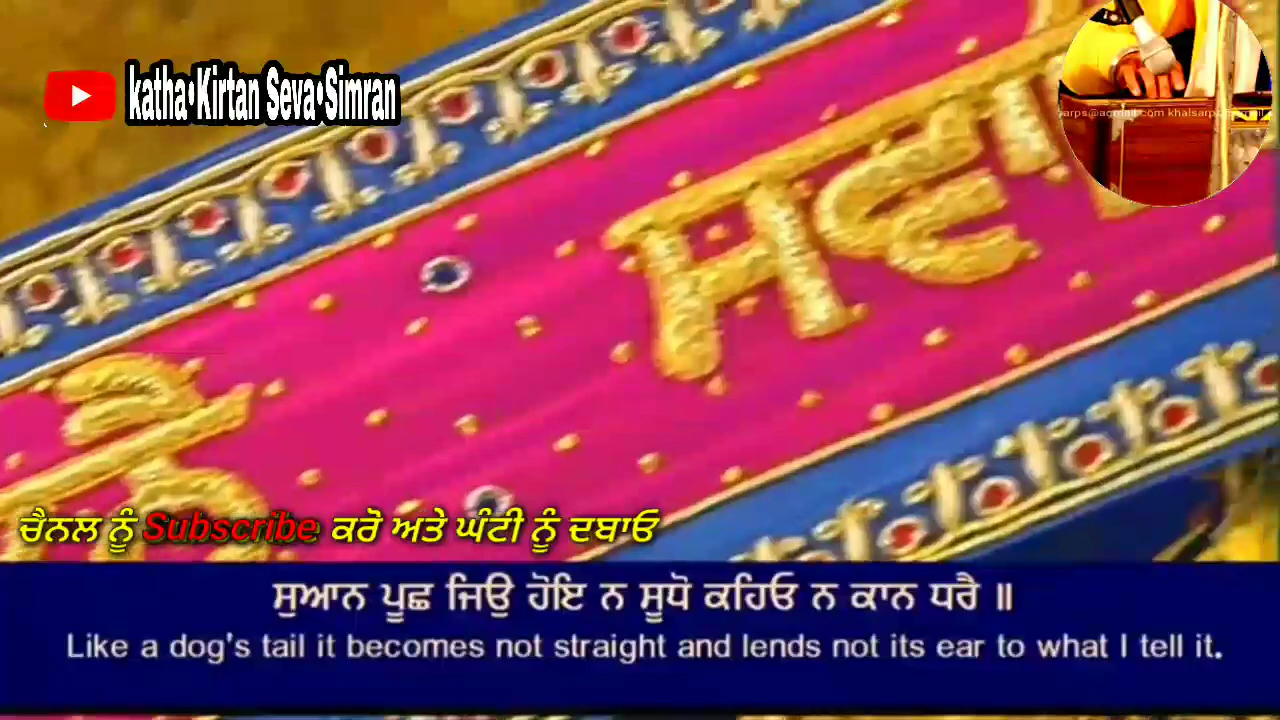 katha•Kirtan Seva•Simran
ਚੈਨਲ ਨੂੰ Subscribe ਕਰੋ ਅਤੇ ਘੰਟੀ ਨੂੰ ਦਬਾਓ
ਸੁਆਨ ਪੂਛ ਜਿਉ ਹੋਇ ਨ ਸੂਧੋ ਕਹਿਓ ਨ ਕਾਨ ਧਰੈ ॥
Like a dog's tail it becomes not straight and lends not its ear to what I tell it.